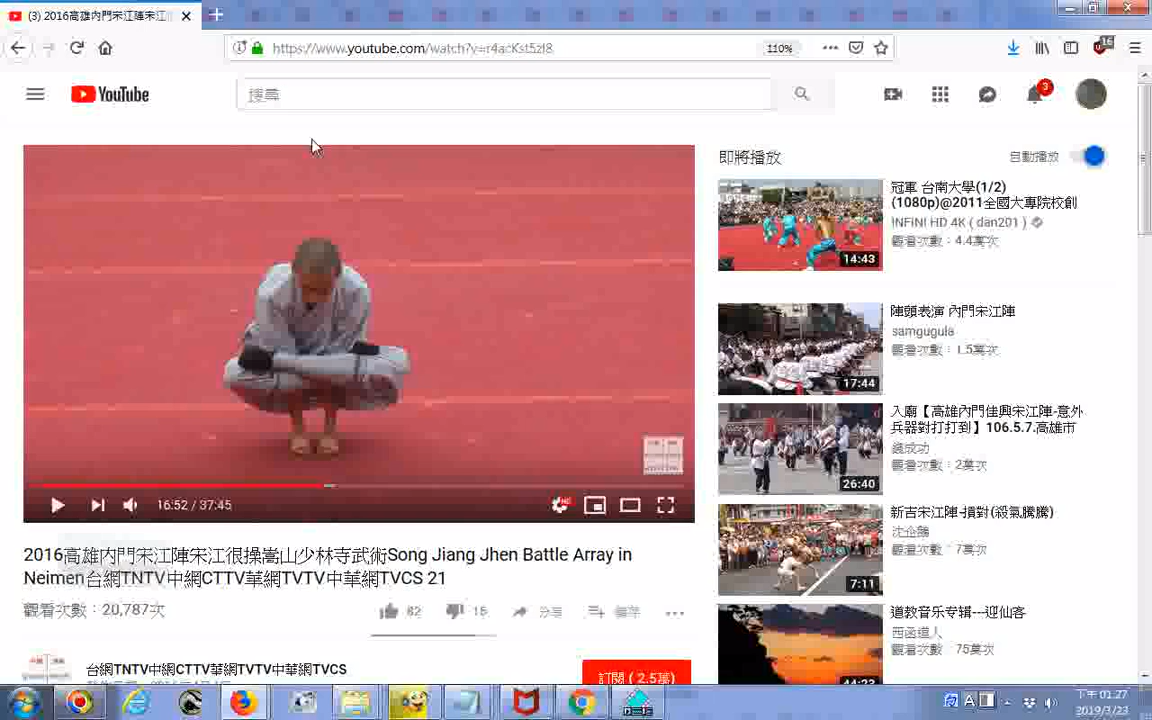 (3) 2016高雄內門宋江陣宋江
https://www.youtube.com/watch?v=r4acKst5zI8
110%
16
YouTube
搜尋
3
即將播放
自動播放
冠軍 台南大學(1/2)
(1080p)@2011全國大專院校創
INFINI HD 4K ( dan201 )
觀看次數：4.4萬次
14:43
陣頭表演 內門宋江陣
samgugula
觀看次數：1.5萬次
17:44
入廟【高雄內門佳興宋江陣-意外
兵器對打打到】106.5.7.高雄市
觀看次數：2萬次
26:40
新吉宋江陣-損對(殺氣騰騰)
觀看次數：7萬次
7:11
道教音乐专辑---迎仙客
西函道人
觀看次數：75萬次
44:23
16:52 / 37:45
HD
2016高雄內門宋江陣宋江很操嵩山少林寺武術Song Jiang Jhen Battle Array in
Neimen台網TNTV中網CTTV華網TVTV中華網TVCS 21
觀看次數：20,787次
分享
台網TNTV中網CTTV華網TVTV中華網TVCS
訂閱 ( 2.5萬)
下午 01:27
2019/3/23